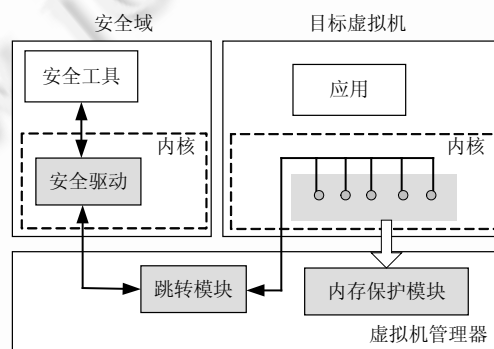 安全域
目标虚拟机
安全工具
应用
内核
内核
安全驱动
跳转模块
内存保护模块
虚拟机管理器